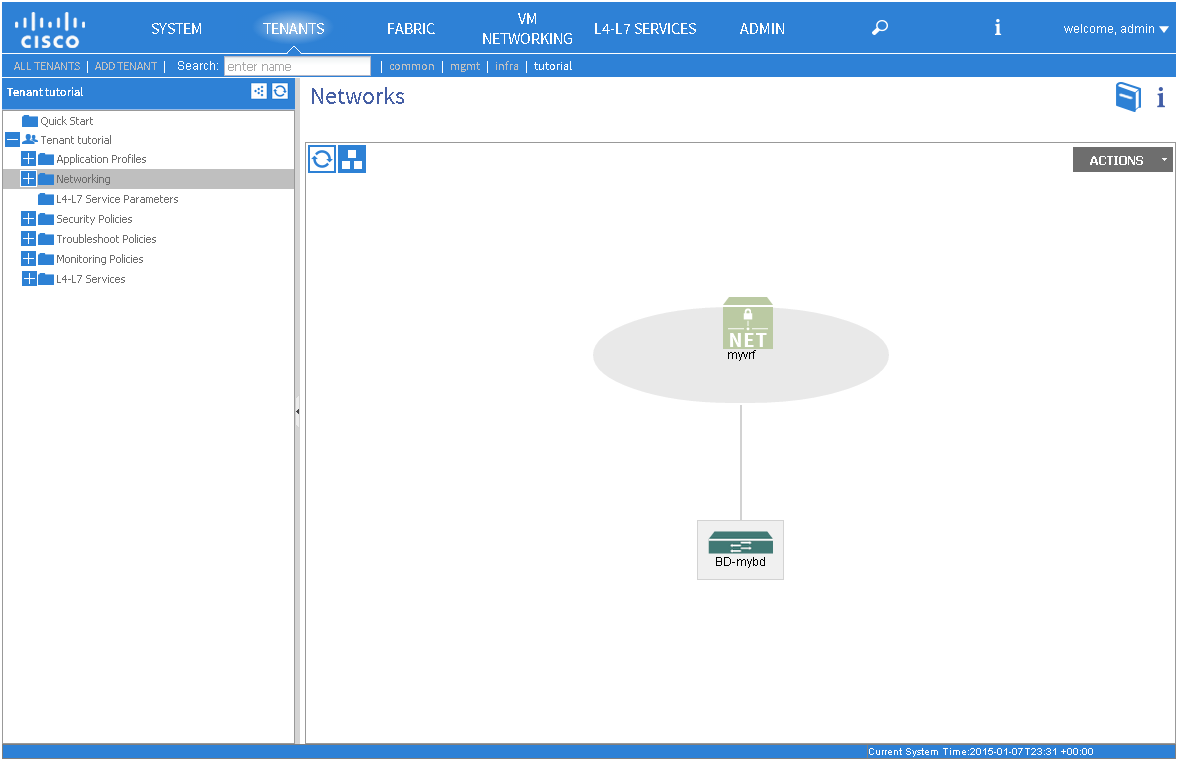 CISCO SYSTEM TENANTS FABRIC VM NETWORKING L4-L7 SERVICES ADMIN i welcome, admin
ALL TENANTS | ADD TENANT | Search: enter name | common | mgmt | infra | tutorial
Tenant tutorial
Quick Start
Tenant tutorial
Application Profiles
Networking
L4-L7 Service Parameters
Security Policies
Troubleshoot Policies
Monitoring Policies
L4-L7 Services
Networks i
ACTIONS
NET
myvrf
BD-mybd
Current System Time:2015-01-07T23:31 +00:00